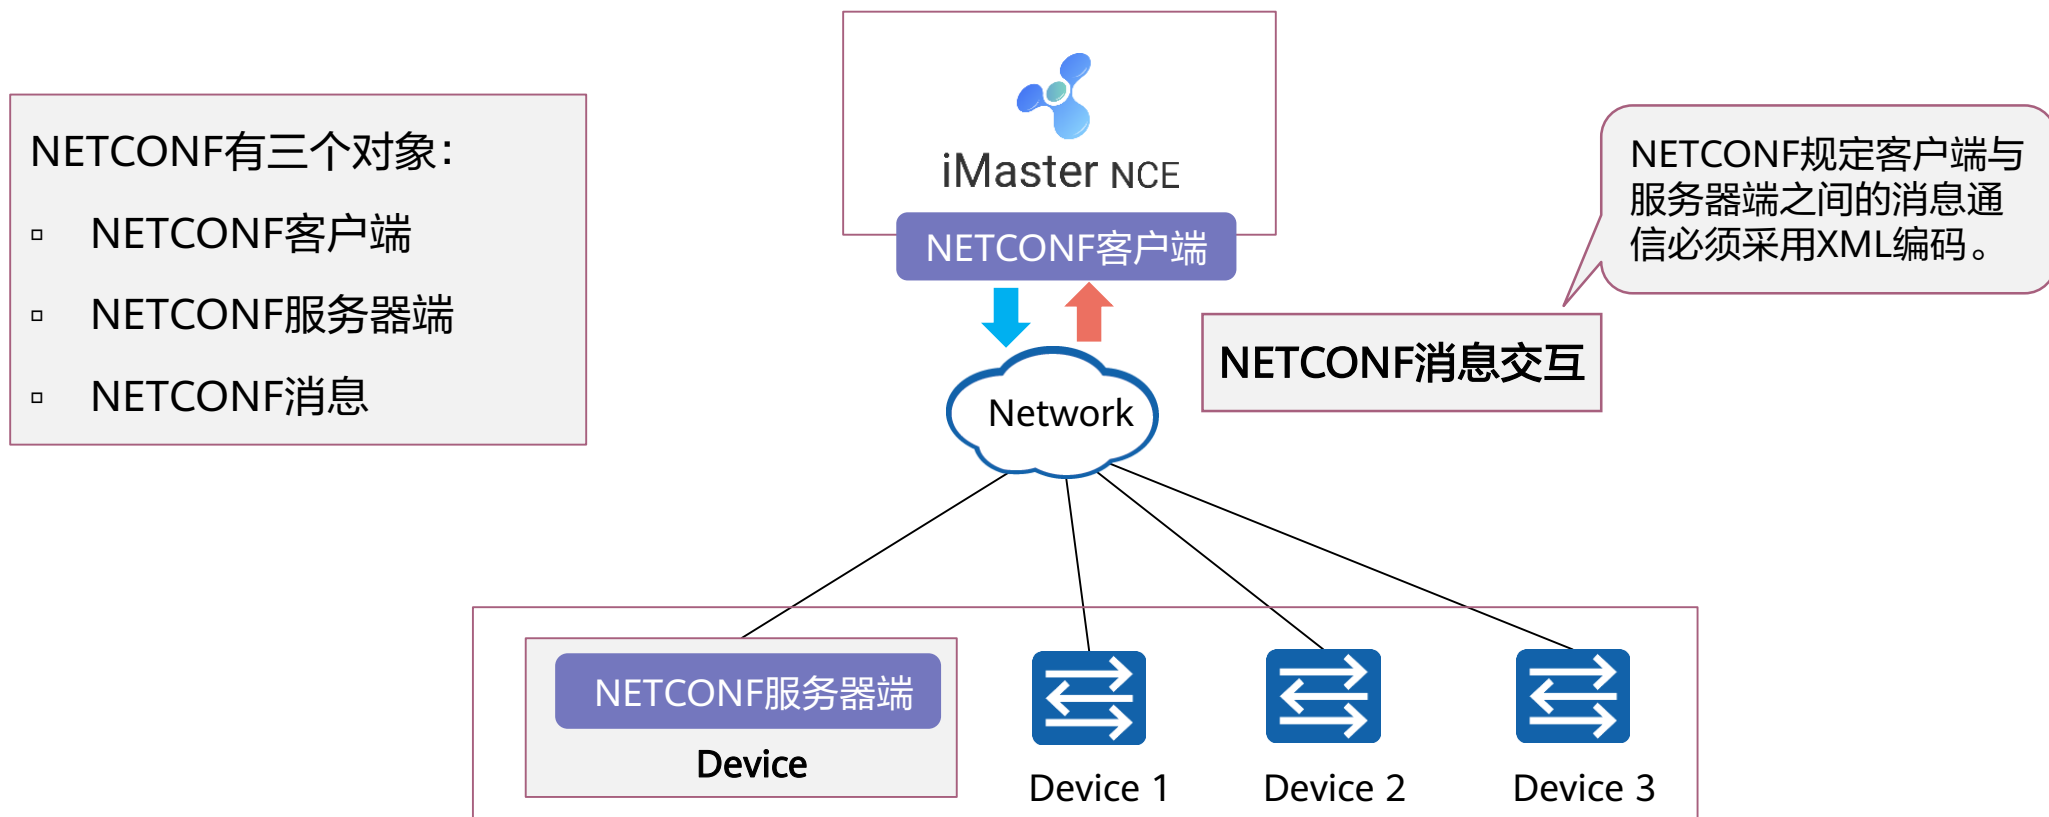 NETCONF有三个对象：
▫ NETCONF客户端
▫ NETCONF服务器端
▫ NETCONF消息
iMaster NCE
NETCONF客户端
NETCONF规定客户端与
服务器端之间的消息通
信必须采用XML编码。
NETCONF消息交互
Network
NETCONF服务器端
Device
Device 1
Device 2
Device 3